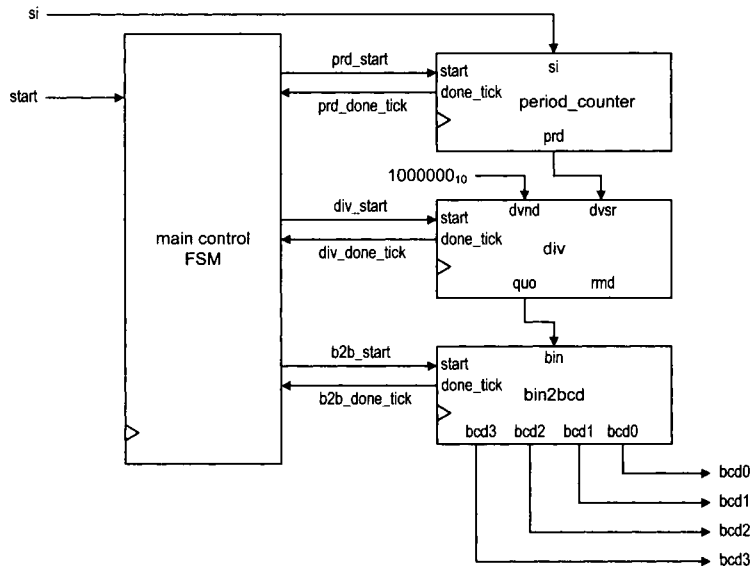 si
start
main control
FSM
prd_start
prd_done_tick
start
done_tick
si
period_counter
prd
1000000₁₀
div_start
div_done_tick
start
done_tick
dvnd dvsr
div
quo rmd
b2b_start
b2b_done_tick
start
done_tick
bin
bin2bcd
bcd3 bcd2 bcd1 bcd0
bcd0
bcd1
bcd2
bcd3